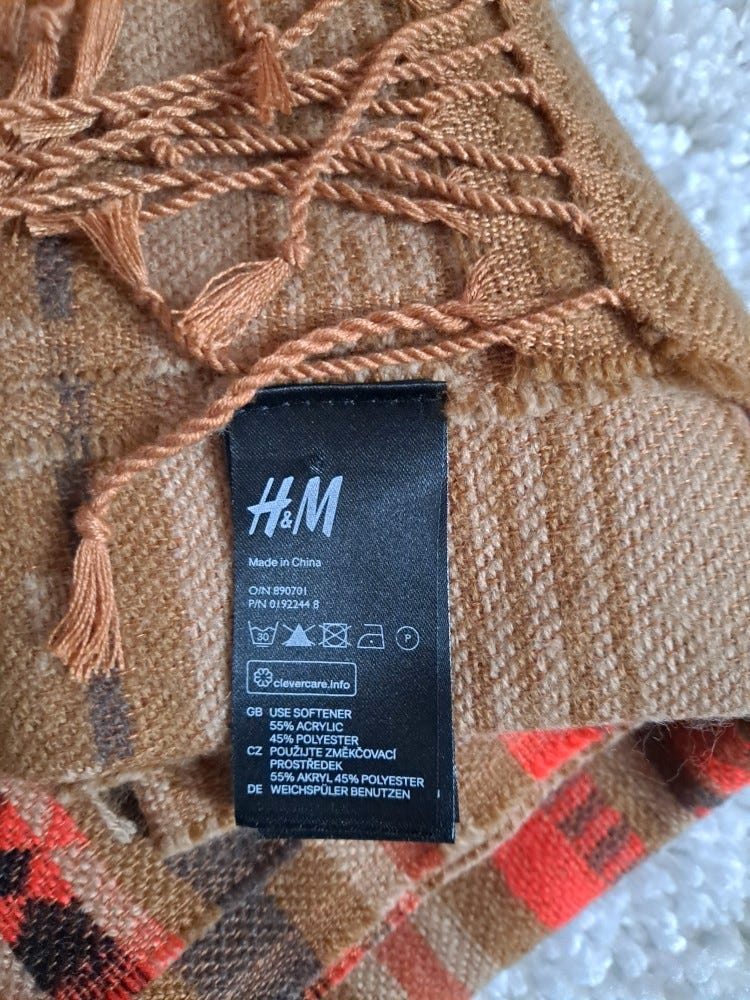 H&M
Made in China
O/N 890701
P/N 0192244 8
30 P
clevercare.info
GB USE SOFTENER
55% ACRYLIC
45% POLYESTER
CZ POUŽIJTE ZMĚKČOVACÍ
PROSTŘEDEK
55% AKRYL 45% POLYESTER
DE WEICHSPÜLER BENUTZEN